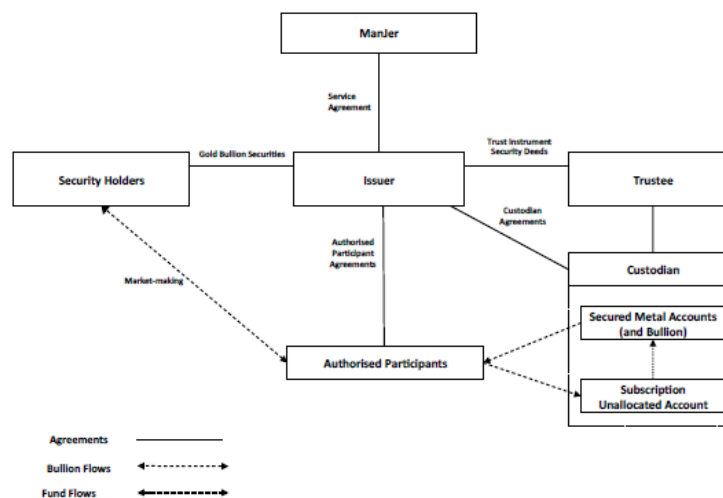 ManJer
Service
Agreement
Gold Bullion Securities
Trust Instrument
Security Deeds
Security Holders
Issuer
Trustee
Custodian
Agreements
Authorised
Participant
Agreements
Custodian
Market-making
Secured Metal Accounts
(and Bullion)
Authorised Participants
Subscription
Unallocated Account
Agreements
Bullion Flows
Fund Flows